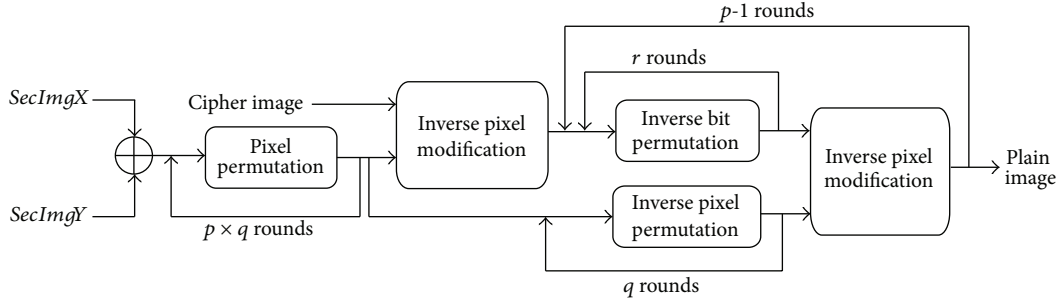 p-1 rounds
r rounds
SecImgX
Cipher image
Inverse pixel
modification
Inverse bit
permutation
Pixel
permutation
Inverse pixel
modification
Plain
image
SecImgY
p × q rounds
Inverse pixel
permutation
q rounds